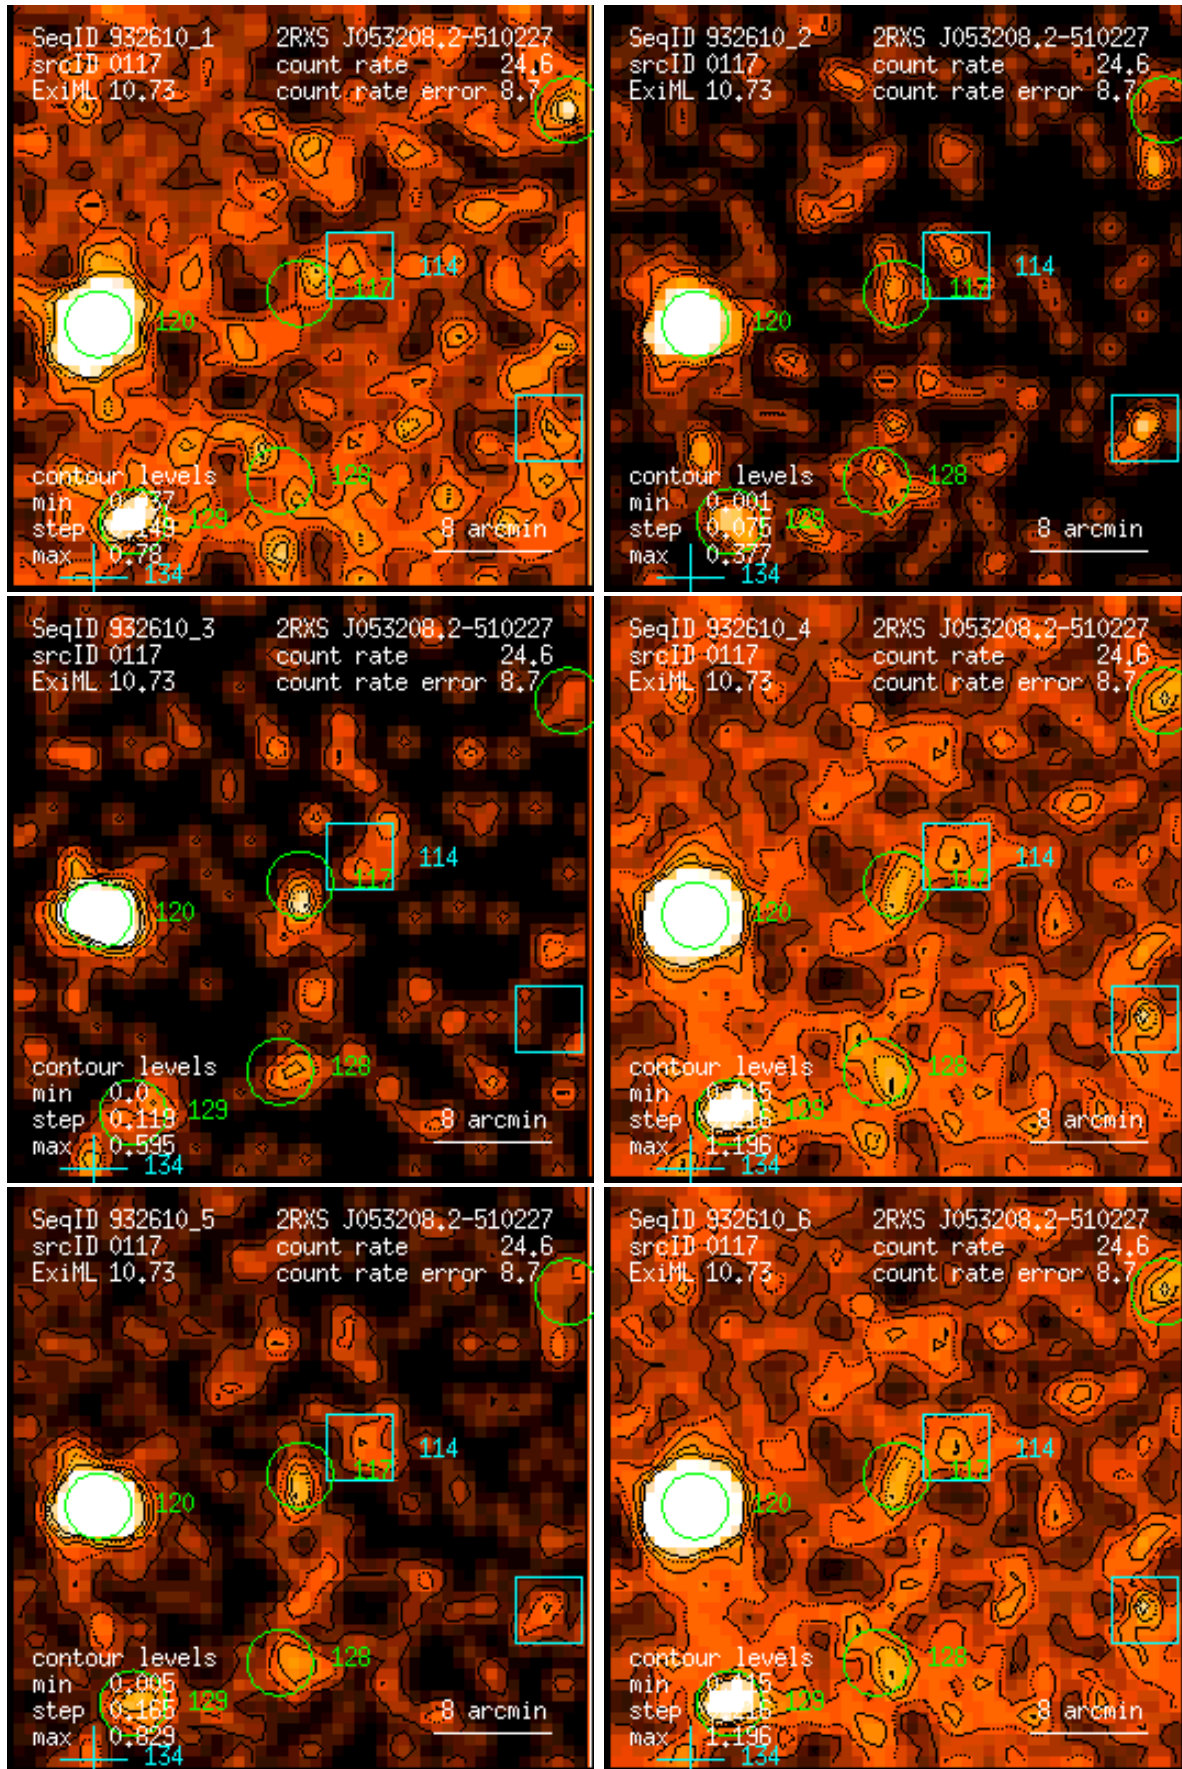 SeqID 932610_1 2RXS J053208.2-510227
srcID 0117 count rate 24.6
ExiML 10.73 count rate error 8.7
114
117
120
128
contour levels
min
129
step 8 arcmin
max 0.78
134
SeqID 932610_2 2RXS J053208.2-510227
srcID 0117 count rate 24.6
ExiML 10.73 count rate error 8.7
114
117
120
128
contour levels
min 0.001
129
step 0.075 8 arcmin
max 0.377
134
SeqID 932610_3 2RXS J053208.2-510227
srcID 0117 count rate 24.6
ExiML 10.73 count rate error 8.7
114
117
120
128
contour levels
min 0.0
129
step 0.119 8 arcmin
max 0.595
134
SeqID 932610_4 2RXS J053208.2-510227
srcID 0117 count rate 24.6
ExiML 10.73 count rate error 8.7
114
117
120
128
contour levels
min
129
step 8 arcmin
max 1.196
134
SeqID 932610_5 2RXS J053208.2-510227
srcID 0117 count rate 24.6
ExiML 10.73 count rate error 8.7
114
117
120
128
contour levels
min 0.005
129
step 0.165 8 arcmin
max 0.829
134
SeqID 932610_6 2RXS J053208.2-510227
srcID 0117 count rate 24.6
ExiML 10.73 count rate error 8.7
114
117
120
128
contour levels
min
129
step 8 arcmin
max 1.196
134